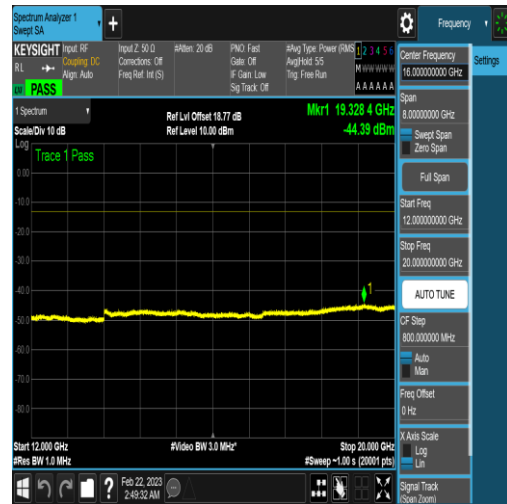 Spectrum Analyzer 1
Swept SA
+
Frequency
KEYSIGHT
Input: RF
Coupling: DC
Align: Auto
Input Z: 50 Ω
Corrections: Off
Freq Ref: Int (S)
#Atten: 20 dB
PNO: Fast
Gate: Off
IF Gain: Low
Sig Track: Off
#Avg Type: Power (RMS
Avg|Hold: 5/5
Trig: Free Run
1 2 3 4 5 6
M W W W W W
A A A A A A
RL
PASS
Center Frequency
16.000000000 GHz
Settings
1 Spectrum
Scale/Div 10 dB
Ref Lvl Offset 18.77 dB
Ref Level 10.00 dBm
Mkr1 19.328 4 GHz
-44.39 dBm
Span
8.00000000 GHz
Swept Span
Zero Span
Log
Trace 1 Pass
0.00
-10.0
-20.0
-30.0
-40.0
-50.0
-60.0
-70.0
-80.0
1
Full Span
Start Freq
12.000000000 GHz
Stop Freq
20.000000000 GHz
AUTO TUNE
CF Step
800.000000 MHz
Auto
Man
Freq Offset
0 Hz
X Axis Scale
Log
Lin
Signal Track
(Span Zoom)
Start 12.000 GHz
#Res BW 1.0 MHz
#Video BW 3.0 MHz*
Stop 20.000 GHz
#Sweep ~1.00 s (20001 pts)
?
Feb 22, 2023
2:49:32 AM